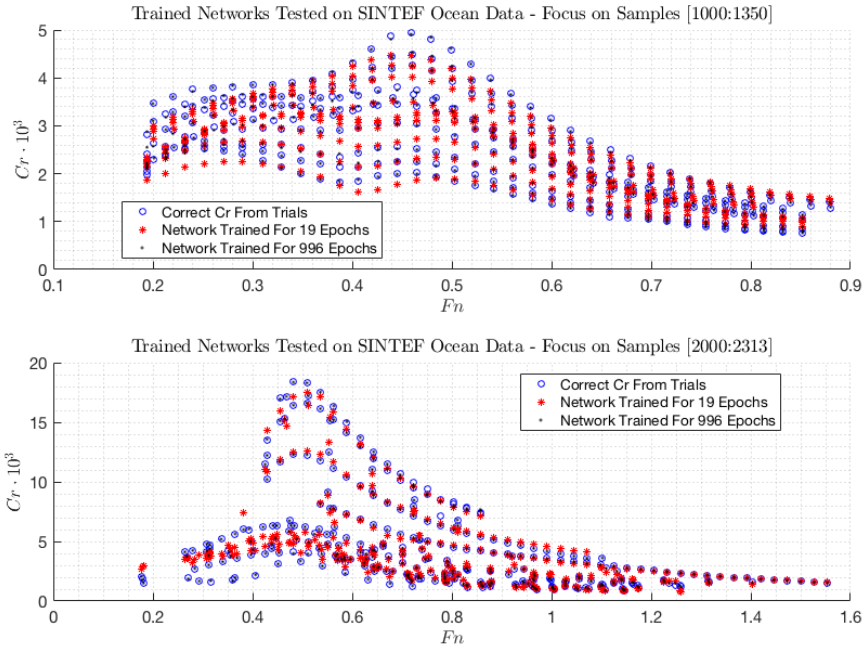 Trained Networks Tested on SINTEF Ocean Data - Focus on Samples [1000:1350]
5
4
3
2
1
0
Cr · 10³
Correct Cr From Trials
Network Trained For 19 Epochs
Network Trained For 996 Epochs
0.1 0.2 0.3 0.4 0.5 0.6 0.7 0.8 0.9
Fn
Trained Networks Tested on SINTEF Ocean Data - Focus on Samples [2000:2313]
20
15
10
5
0
Cr · 10³
Correct Cr From Trials
Network Trained For 19 Epochs
Network Trained For 996 Epochs
0 0.2 0.4 0.6 0.8 1 1.2 1.4 1.6
Fn